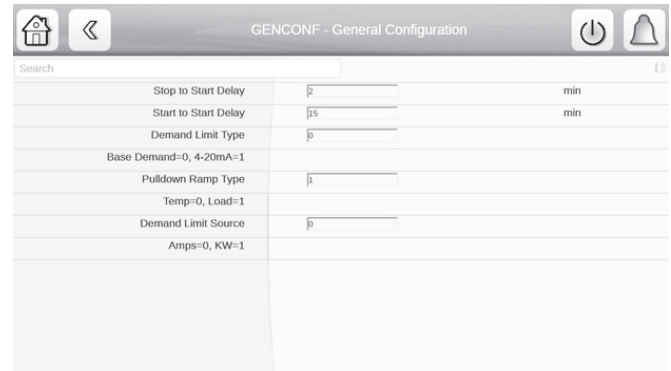 GENCONF - General Configuration
Search
Stop to Start Delay 2 min
Start to Start Delay 15 min
Demand Limit Type 0
Base Demand=0, 4-20mA=1
Pulldown Ramp Type 1
Temp=0, Load=1
Demand Limit Source 0
Amps=0, KW=1